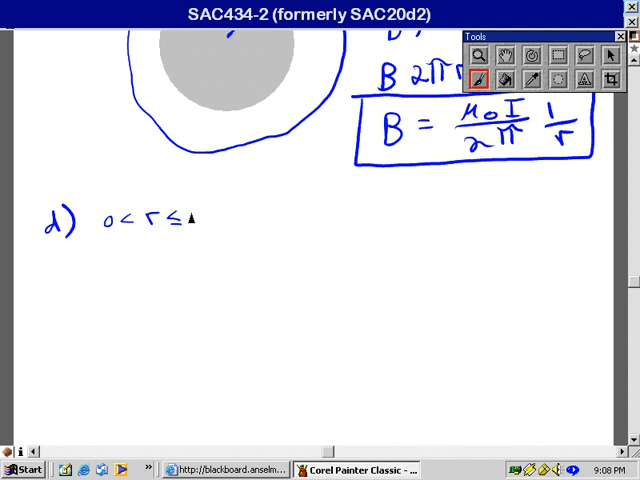 SAC434-2 (formerly SAC20d2)
Tools
B 2π
B = μ₀I/2π 1/r
d) 0 < r ≤
Start
»
http://blackboard.anselm...
Corel Painter Classic - ...
9:08 PM